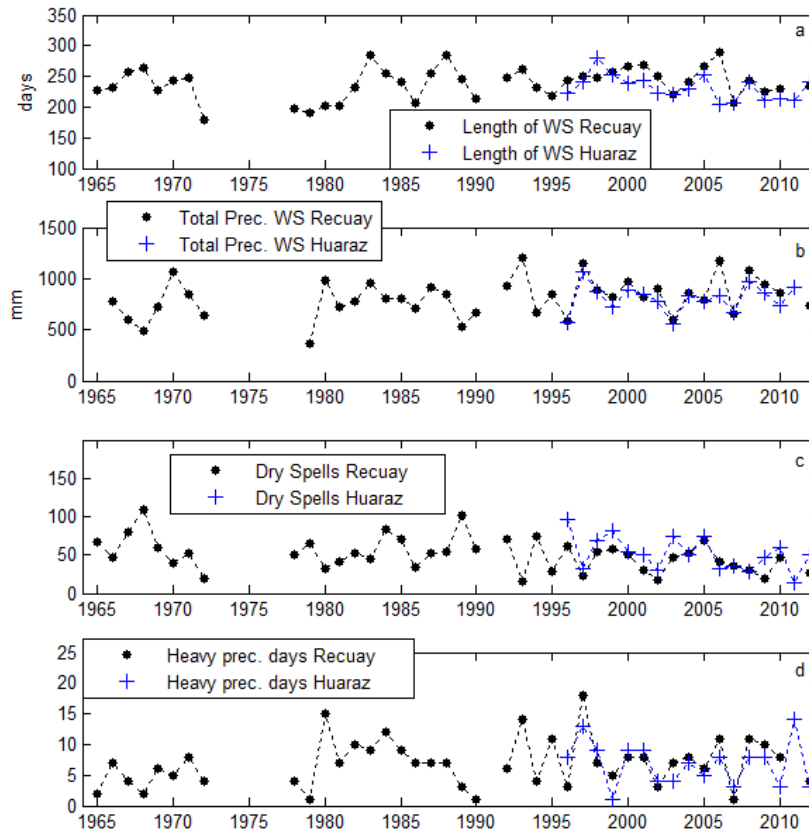 350
a
300
250
days
200
Length of WS Recuay
150
Length of WS Huaraz
100
1965 1970 1975 1980 1985 1990 1995 2000 2005 2010
1500
Total Prec. WS Recuay
b
Total Prec. WS Huaraz
1000
mm
500
0
1965 1970 1975 1980 1985 1990 1995 2000 2005 2010
c
Dry Spells Recuay
150
Dry Spells Huaraz
100
50
0
1965 1970 1975 1980 1985 1990 1995 2000 2005 2010
25
Heavy prec. days Recuay
d
20
Heavy prec. days Huaraz
15
10
5
0
1965 1970 1975 1980 1985 1990 1995 2000 2005 2010